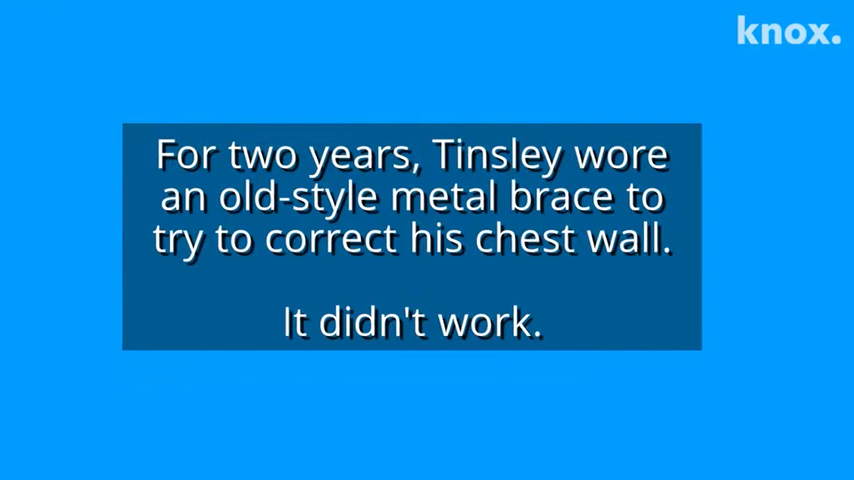 knox.
For two years, Tinsley wore
an old-style metal brace to
try to correct his chest wall.
It didn't work.